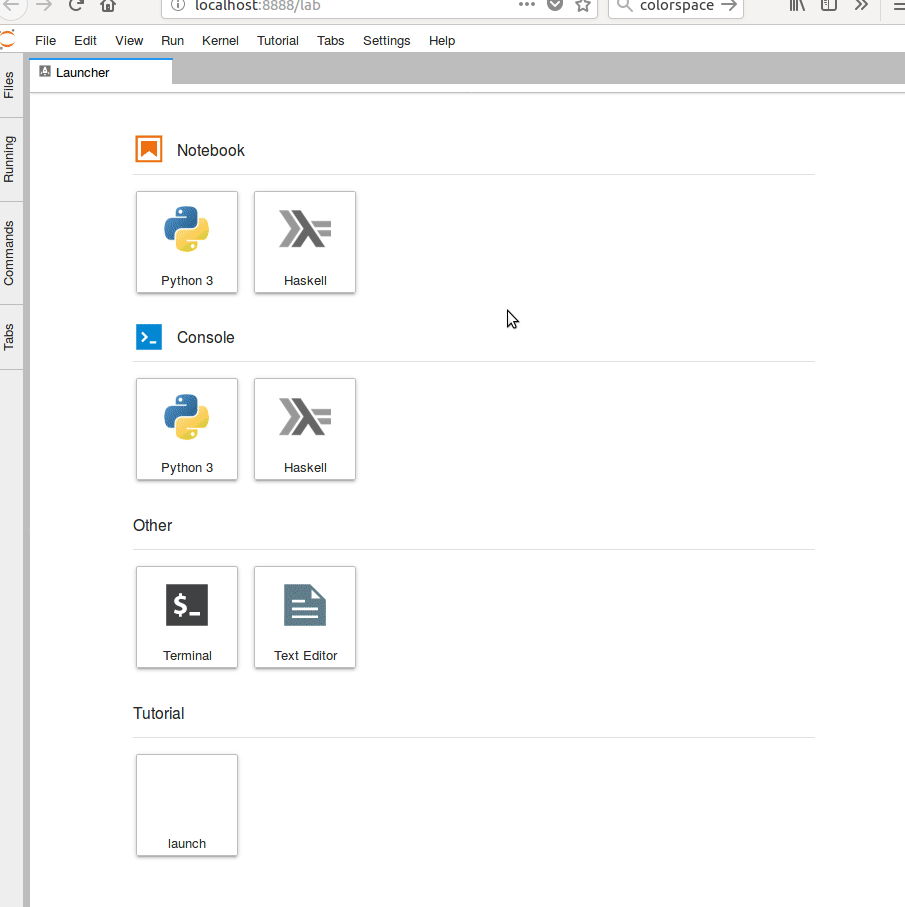 localhost:8888/lab
colorspace
File Edit View Run Kernel Tutorial Tabs Settings Help
Launcher
Files
Running
Commands
Tabs
Notebook
Python 3
Haskell
Console
Python 3
Haskell
Other
$_
Terminal
Text Editor
Tutorial
launch